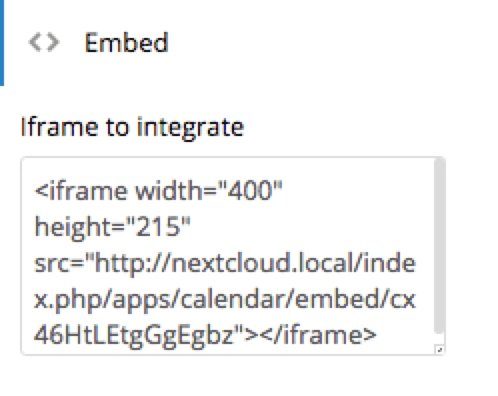 <> Embed
Iframe to integrate
<iframe width="400"
height="215"
src="http://nextcloud.local/inde
x.php/apps/calendar/embed/cx
46HtLEtgGgEgbz"></iframe>